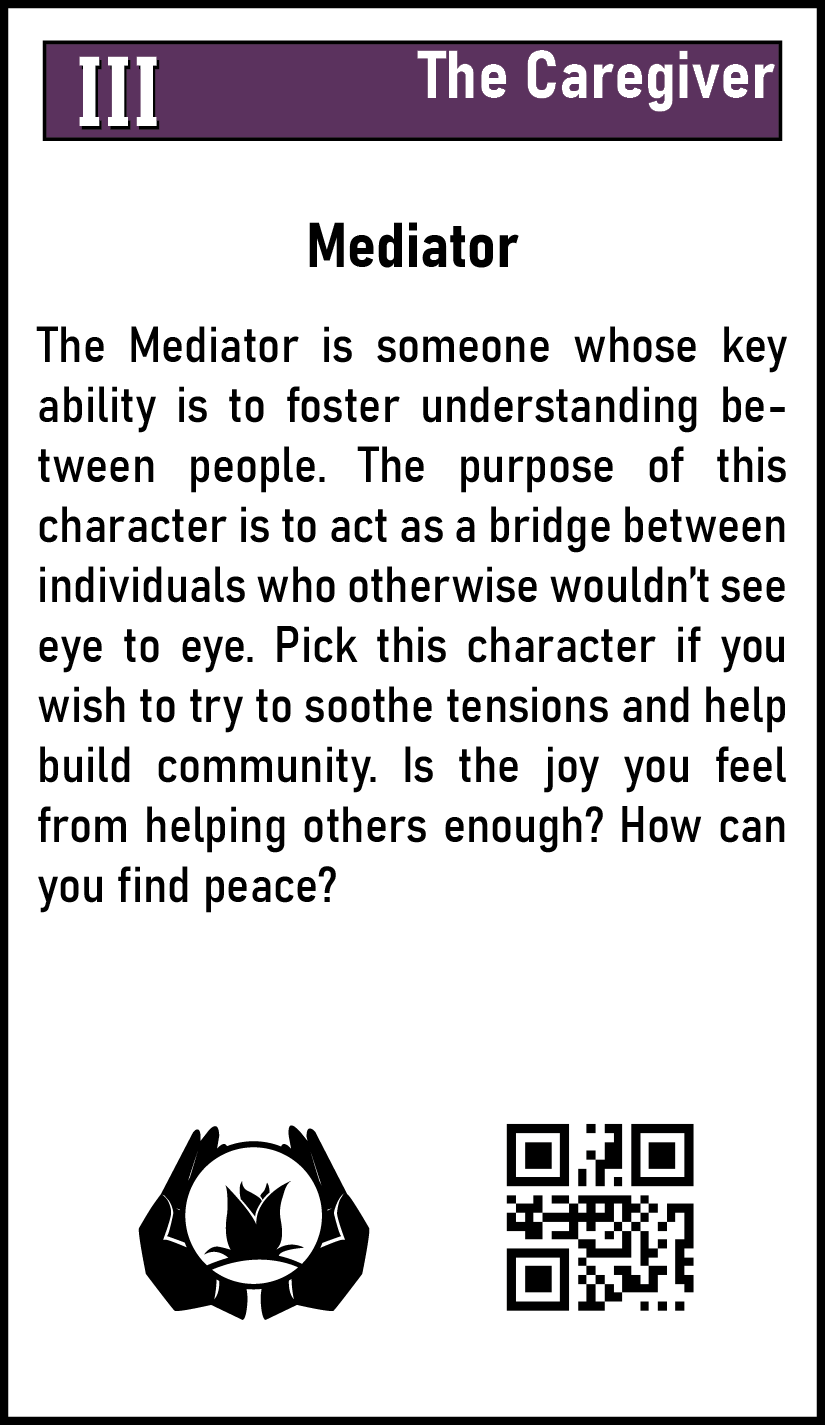 III
The Caregiver
Mediator
The Mediator is someone whose key
ability is to foster understanding be-
tween people. The purpose of this
character is to act as a bridge between
individuals who otherwise wouldn’t see
eye to eye. Pick this character if you
wish to try to soothe tensions and help
build community. Is the joy you feel
from helping others enough? How can
you find peace?